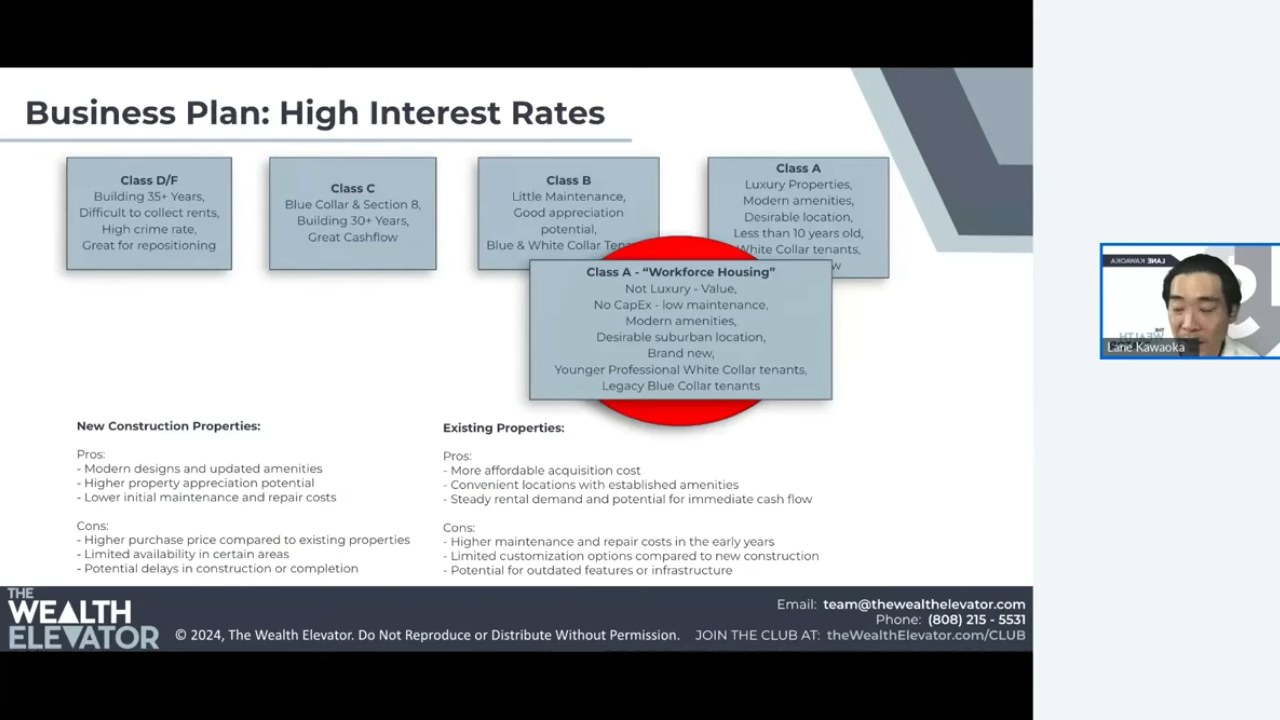 Business Plan: High Interest Rates
Class D/F
Building 35+ Years,
Difficult to collect rents,
High crime rate,
Great for repositioning
Class C
Blue Collar & Section 8,
Building 30+ Years,
Great Cashflow
Class B
Little Maintenance,
Good appreciation
potential,
Blue & White Collar
Class A
Luxury Properties,
Modern amenities,
Desirable location,
Less than 10 years old,
White Collar tenants,
Class A - “Workforce Housing”
Not Luxury - Value,
No CapEx - low maintenance,
Modern amenities,
Desirable suburban location,
Brand new,
Younger Professional White Collar tenants,
Legacy Blue Collar tenants
New Construction Properties:
Pros:
- Modern designs and updated amenities
- Higher property appreciation potential
- Lower initial maintenance and repair costs
Cons:
- Higher purchase price compared to existing properties
- Limited availability in certain areas
- Potential delays in construction or completion
Existing Properties:
Pros:
- More affordable acquisition cost
- Convenient locations with established amenities
- Steady rental demand and potential for immediate cash flow
Cons:
- Higher maintenance and repair costs in the early years
- Limited customization options compared to new construction
- Potential for outdated features or infrastructure
THE
WEALTH
ELEVATOR
© 2024, The Wealth Elevator. Do Not Reproduce or Distribute Without Permission.
Email: team@thewealthelevator.com
Phone: (808) 215 - 5531
JOIN THE CLUB AT: theWealthElevator.com/CLUB
LANE KAWAOKA
THE
WEALTH
Lane Kawaoka